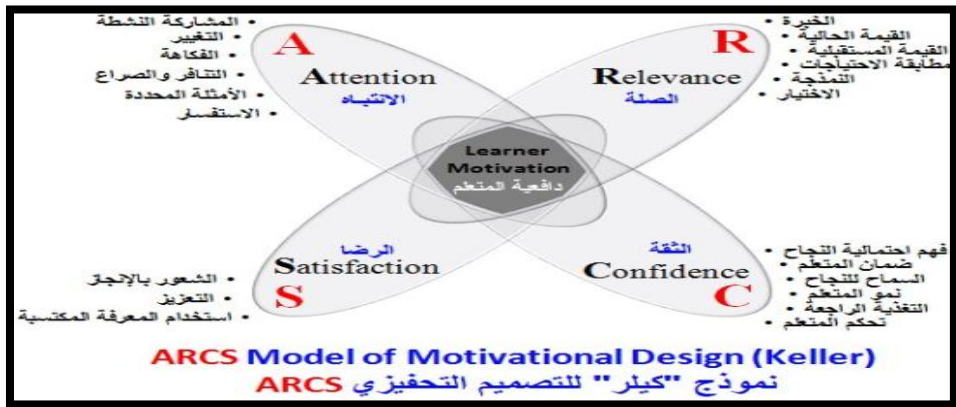 المشاركة النشطة
التغيير
الفكاهة
التنافر والصراع
الأمثلة المحددة
الاستفسار
A
Attention
الانتباه
R
Relevance
الصلة
الخبرة
القيمة الحالية
القيمة المستقبلية
مطابقة الاحتياجات
النمذجة
الاختيار
Learner
Motivation
دافعية المتعلم
الرضا
Satisfaction
S
الشعور بالإنجاز
التعزيز
استخدام المعرفة المكتسبة
الثقة
Confidence
C
فهم احتمالية النجاح
ضمان المتعلم
السماح للنجاح
نمو المتعلم
التغذية الراجعة
تحكم المتعلم
ARCS Model of Motivational Design (Keller)
نموذج "كيلر" للتصميم التحفيزي ARCS